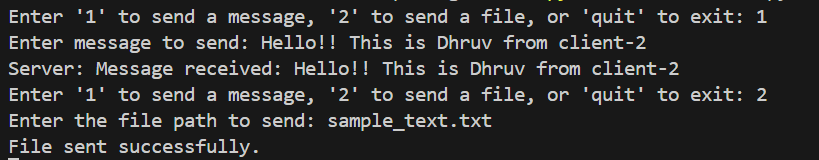 Enter '1' to send a message, '2' to send a file, or 'quit' to exit: 1
Enter message to send: Hello!! This is Dhruv from client-2
Server: Message received: Hello!! This is Dhruv from client-2
Enter '1' to send a message, '2' to send a file, or 'quit' to exit: 2
Enter the file path to send: sample_text.txt
File sent successfully.